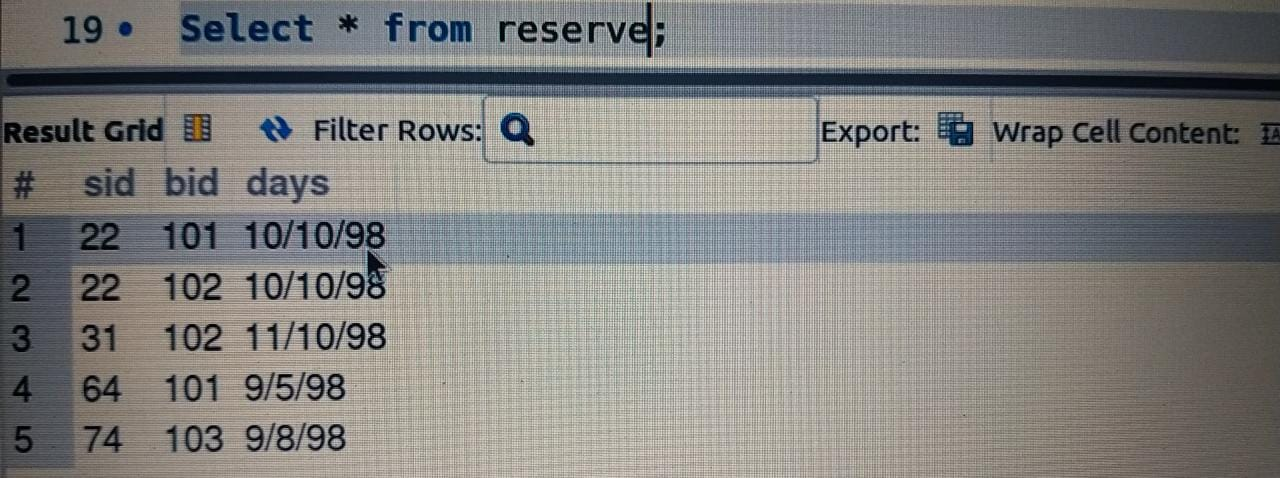 19 Select * from reserve;
Result Grid Filter Rows: Export: Wrap Cell Content:
# sid bid days
1 22 101 10/10/98
2 22 102 10/10/98
3 31 102 11/10/98
4 64 101 9/5/98
5 74 103 9/8/98